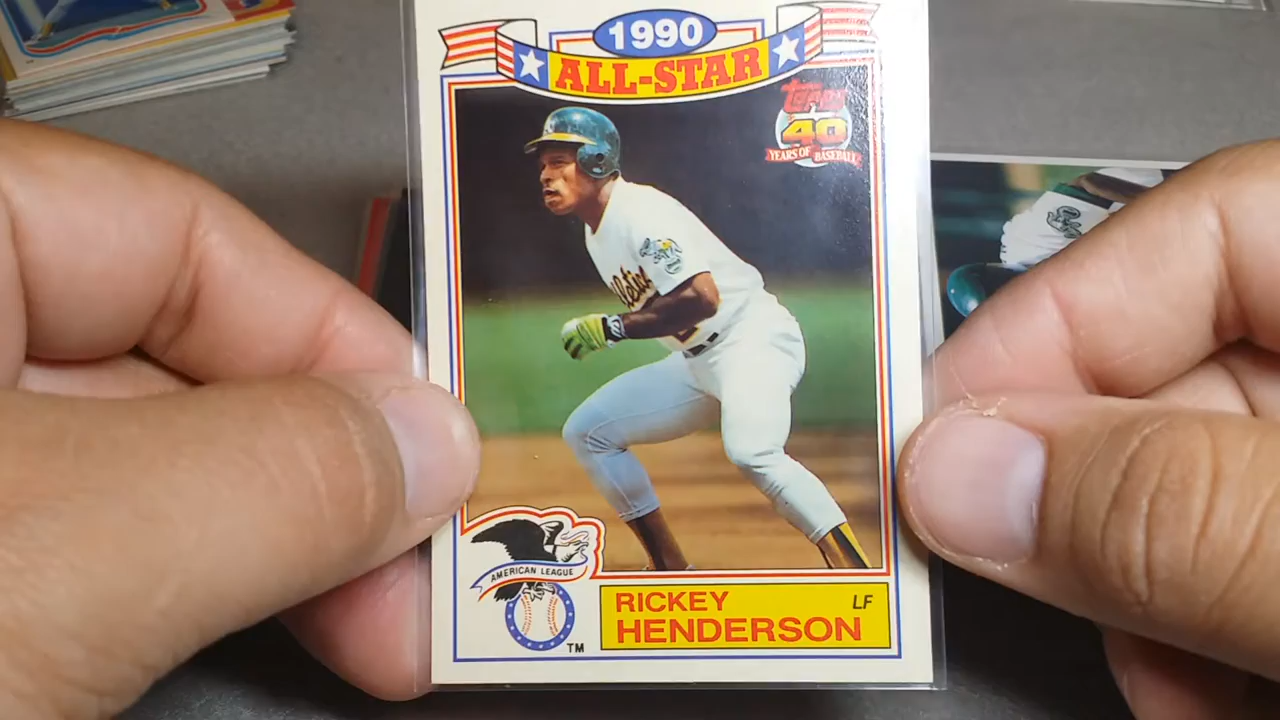 1990
ALL-STAR
Topps
40
YEARS OF BASEBALL
AMERICAN LEAGUE
TM
RICKEY
LF
HENDERSON